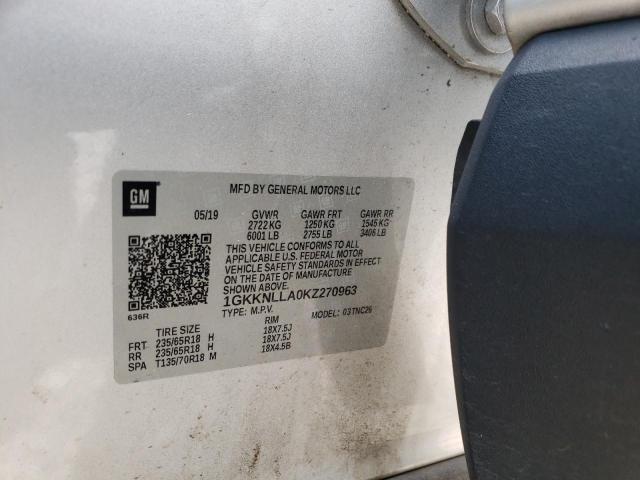 GM
MFD BY GENERAL MOTORS LLC
05/19 GVWR GAWR FRT GAWR RR
2722 KG 1250 KG 1545 KG
6001 LB 2755 LB 3406 LB
THIS VEHICLE CONFORMS TO ALL
APPLICABLE U.S. FEDERAL MOTOR
VEHICLE SAFETY STANDARDS IN EFFECT
ON THE DATE OF MANUFACTURE
SHOWN ABOVE.
1GKKNLLA0KZ270963
636R
TYPE: M.P.V. MODEL: 03TNC26
TIRE SIZE RIM
FRT 235/65R18 H 18X7.5J
RR 235/65R18 H 18X7.5J
SPA T135/70R18 M 18X4.5B